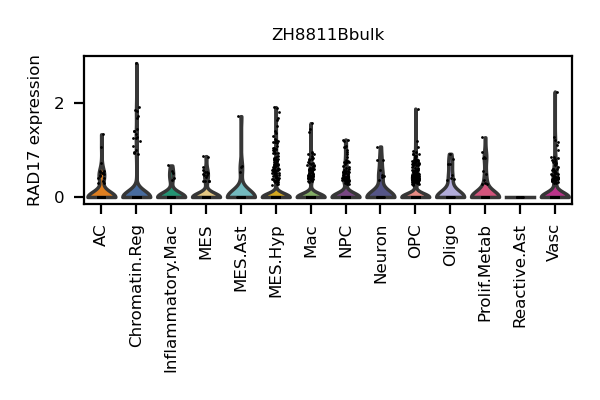 ZH8811Bbulk
RAD17 expression
2
0
AC
Chromatin.Reg
Inflammatory.Mac
MES
MES.Ast
MES.Hyp
Mac
NPC
Neuron
OPC
Oligo
Prolif.Metab
Reactive.Ast
Vasc